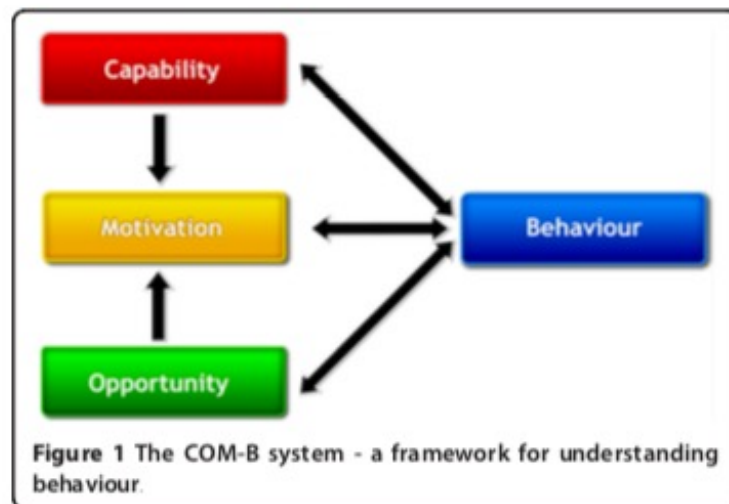 Capability
Motivation
Behaviour
Opportunity
Figure 1 The COM-B system - a framework for understanding
behaviour.